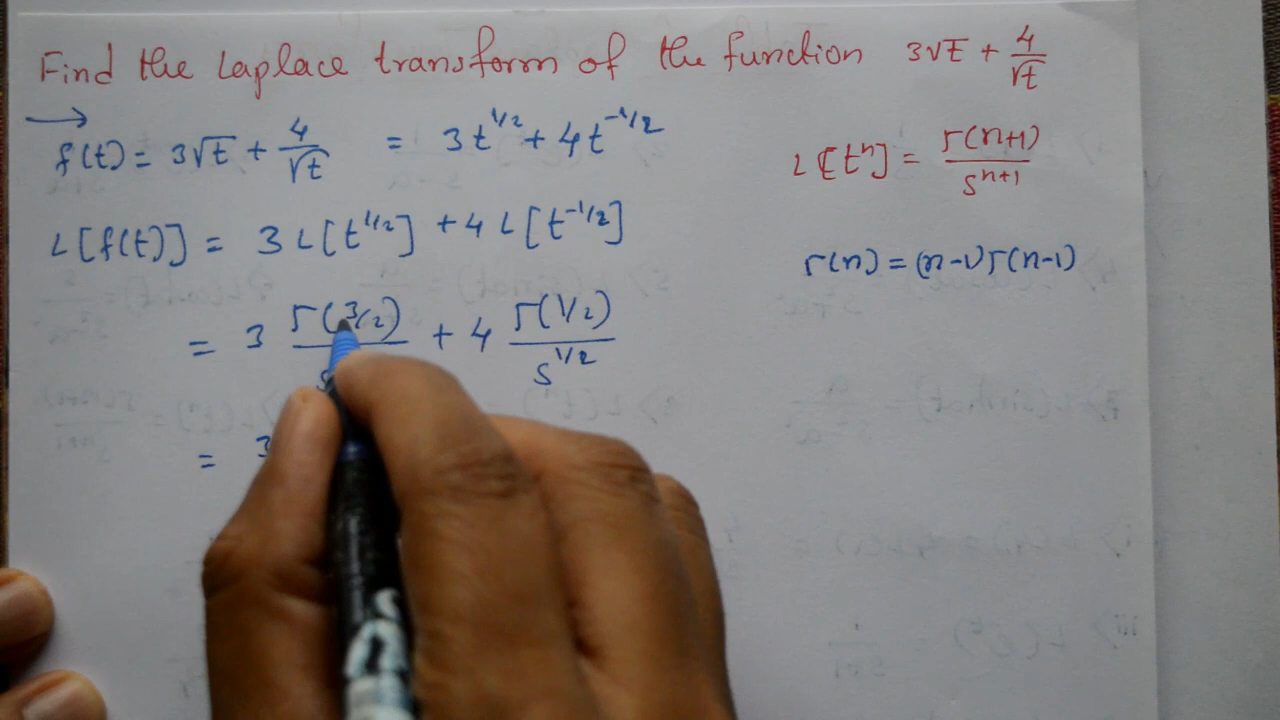 Find the Laplace transform of the function 3√t + 4/√t
→
f(t) = 3√t + 4/√t = 3t^1/2 + 4t^-1/2
L[t^n] = Γ(n+1)/s^n+1
L[f(t)] = 3L[t^1/2] + 4L[t^-1/2]
Γ(n) = (n-1)Γ(n-1)
= 3 Γ(3/2)/s + 4 Γ(1/2)/s^1/2
= 3